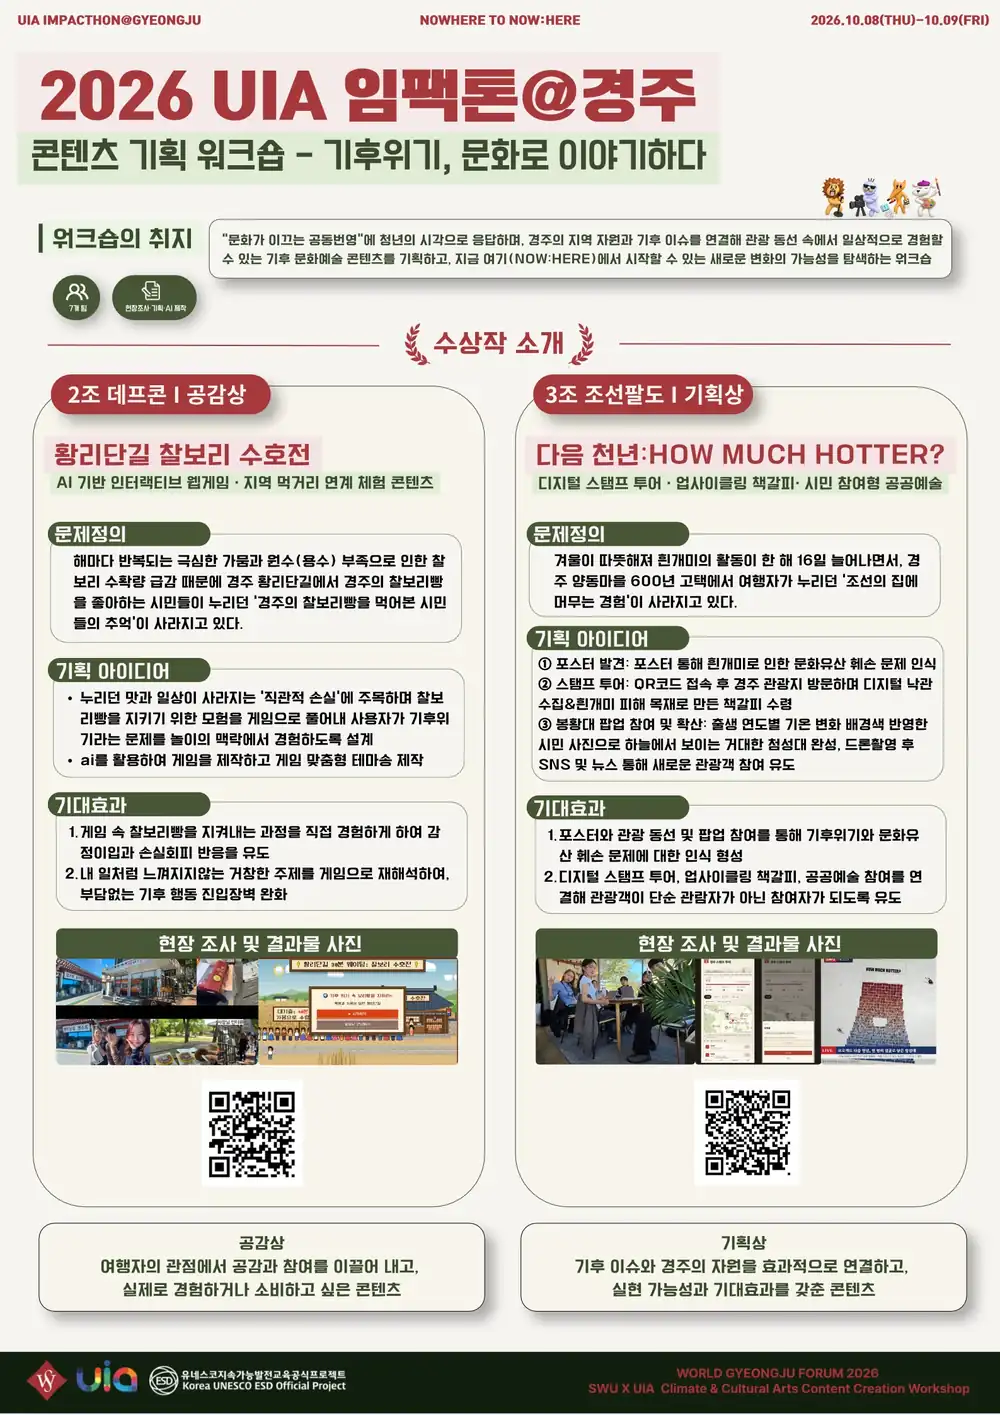 UIA IMPACTHON@GYEONGJU
NOWHERE TO NOW:HERE
2026.10.08(THU)-10.09(FRI)
2026 UIA 임팩톤@경주
콘텐츠 기획 워크숍 - 기후위기, 문화로 이야기하다
워크숍의 취지
"문화가 이끄는 공동번영"에 청년의 시각으로 응답하며, 경주의 지역 자원과 기후 이슈를 연결해 관광 동선 속에서 일상적으로 경험할
수 있는 기후 문화예술 콘텐츠를 기획하고, 지금 여기(NOW:HERE)에서 시작할 수 있는 새로운 변화의 가능성을 탐색하는 워크숍
7개 팀
현장조사·기획·AI 제작
수상작 소개
2조 데프콘 I 공감상
황리단길 찰보리 수호전
AI 기반 인터랙티브 웹게임 · 지역 먹거리 연계 체험 콘텐츠
문제정의
해마다 반복되는 극심한 가뭄과 원수(용수) 부족으로 인한 찰
보리 수확량 급감 때문에 경주 황리단길에서 경주의 찰보리빵
을 좋아하는 시민들이 누리던 '경주의 찰보리빵을 먹어본 시민
들의 추억'이 사라지고 있다.
기획 아이디어
• 누리던 맛과 일상이 사라지는 '직관적 손실'에 주목하며 찰보
리빵을 지키기 위한 모험을 게임으로 풀어내 사용자가 기후위
기라는 문제를 놀이의 맥락에서 경험하도록 설계
• ai를 활용하여 게임을 제작하고 게임 맞춤형 테마송 제작
기대효과
1. 게임 속 찰보리빵을 지켜내는 과정을 직접 경험하게 하여 감
정이입과 손실회피 반응을 유도
2. 내 일처럼 느껴지지않는 거창한 주제를 게임으로 재해석하여,
부담없는 기후 행동 진입장벽 완화
현장 조사 및 결과물 사진
공감상
여행자의 관점에서 공감과 참여를 이끌어 내고,
실제로 경험하거나 소비하고 싶은 콘텐츠
3조 조선팔도 I 기획상
다음 천년:HOW MUCH HOTTER?
디지털 스탬프 투어 · 업사이클링 책갈피· 시민 참여형 공공예술
문제정의
겨울이 따뜻해져 흰개미의 활동이 한 해 16일 늘어나면서, 경
주 양동마을 600년 고택에서 여행자가 누리던 '조선의 집에
머무는 경험'이 사라지고 있다.
기획 아이디어
① 포스터 발견: 포스터 통해 흰개미로 인한 문화유산 훼손 문제 인식
② 스탬프 투어: QR코드 접속 후 경주 관광지 방문하며 디지털 낙관
수집&흰개미 피해 목재로 만든 책갈피 수령
③ 봉황대 팝업 참여 및 확산: 출생 연도별 기온 변화 배경색 반영한
시민 사진으로 하늘에서 보이는 거대한 첨성대 완성, 드론촬영 후
SNS 및 뉴스 통해 새로운 관광객 참여 유도
기대효과
1. 포스터와 관광 동선 및 팝업 참여를 통해 기후위기와 문화유
산 훼손 문제에 대한 인식 형성
2. 디지털 스탬프 투어, 업사이클링 책갈피, 공공예술 참여를 연
결해 관광객이 단순 관람자가 아닌 참여자가 되도록 유도
현장 조사 및 결과물 사진
HOW MUCH HOTTER?
기획상
기후 이슈와 경주의 자원을 효과적으로 연결하고,
실현 가능성과 기대효과를 갖춘 콘텐츠
uia
ESD
유네스코지속가능발전교육공식프로젝트
Korea UNESCO ESD Official Project
WORLD GYEONGJU FORUM 2026
SWU X UIA Climate & Cultural Arts Content Creation Workshop